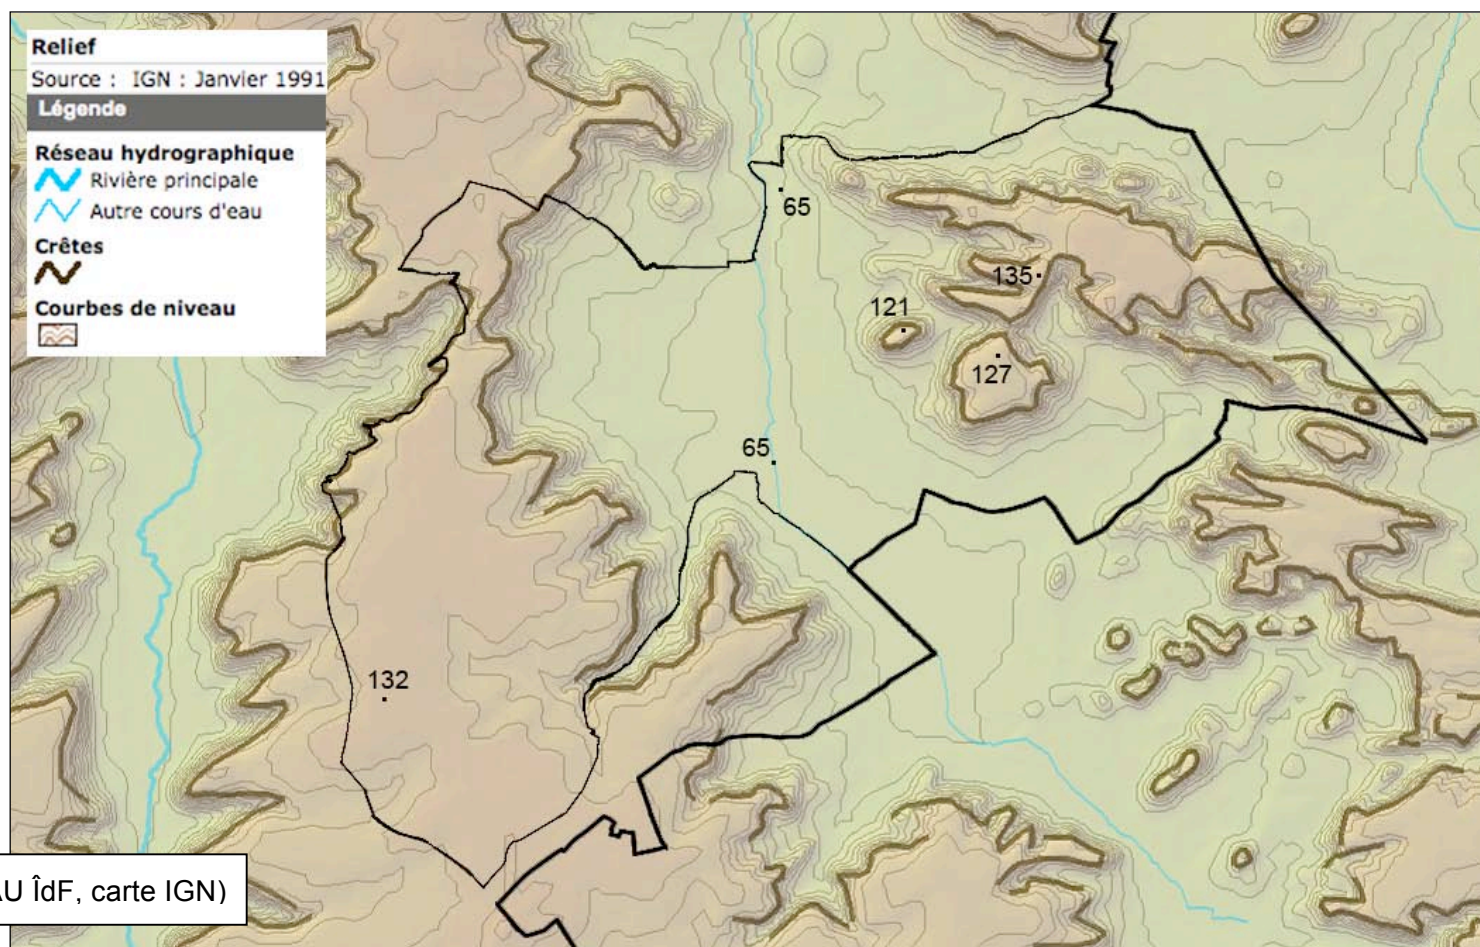 Relief
Source : IGN : Janvier 1991
Légende
Réseau hydrographique
Rivière principale
Autre cours d'eau
Crêtes
Courbes de niveau
65
135
121
127
65
132
AU ÎdF, carte IGN)